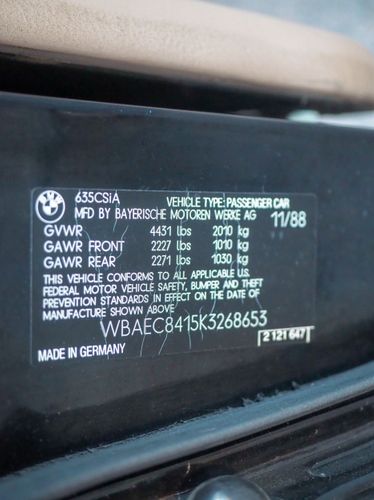 BMW
635CSiA
VEHICLE TYPE: PASSENGER CAR
MFD BY BAYERISCHE MOTOREN WERKE AG 11/88
GVWR 4431 lbs 2010 kg
GAWR FRONT 2227 lbs 1010 kg
GAWR REAR 2271 lbs 1030 kg
THIS VEHICLE CONFORMS TO ALL APPLICABLE U.S.
FEDERAL MOTOR VEHICLE SAFETY, BUMPER AND THEFT
PREVENTION STANDARDS IN EFFECT ON THE DATE OF
MANUFACTURE SHOWN ABOVE
WBAEC8415K3268653
2 121 647
MADE IN GERMANY